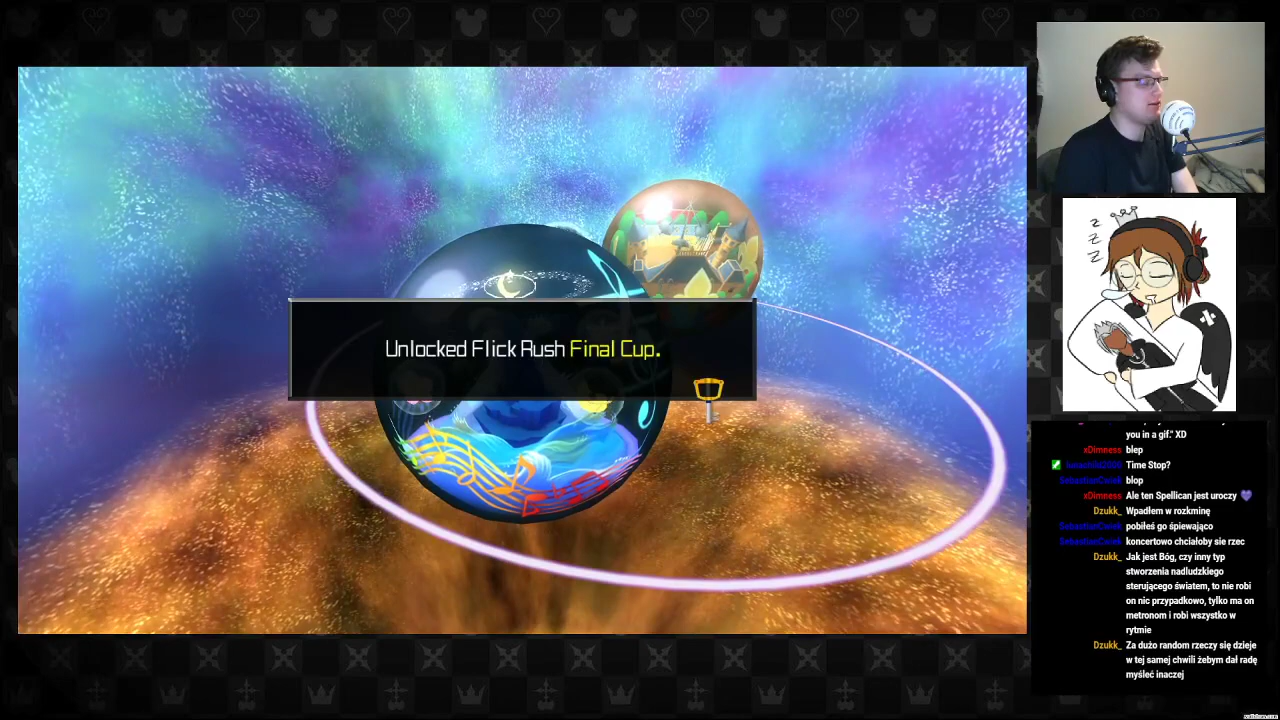 Unlocked Flick Rush Final Cup.
z
z
z
you in a gif." XD
xDimness blep
Time Stop?
SebastianCwiek blop
xDimness Ale ten Spellican jest uroczy
Dzukk_ Wpadłem w rozkminę
SebastianCwiek pobiłeś go śpiewająco
SebastianCwiek koncertowo chciałoby sie rzec
Dzukk_ Jak jest Bóg, czy inny typ
stworzenia nadludzkiego
sterującego światem, to nie robi
on nic przypadkowo, tylko ma on
metronom i robi wszystko w
rytmie
Dzukk_ Za dużo random rzeczy się dzieje
w tej samej chwili żebym dał radę
myśleć inaczej